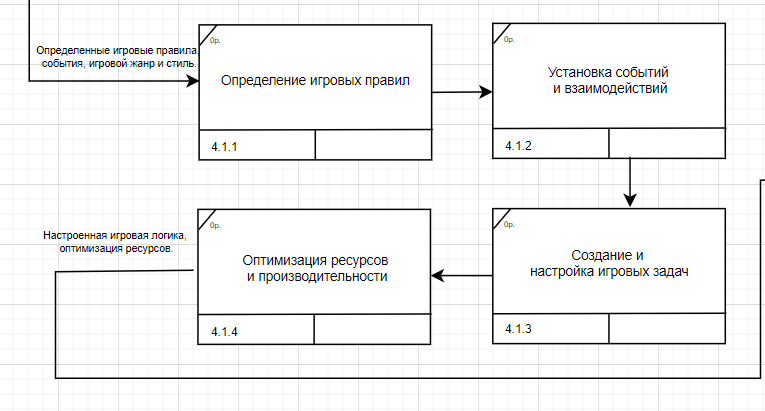 Определенные игровые правила,
события, игровой жанр и стиль.
0р.
Определение игровых правил
4.1.1
0р.
Установка событий
и взаимодействий
4.1.2
Настроенная игровая логика,
оптимизация ресурсов.
0р.
Оптимизация ресурсов
и производительности
4.1.4
0р.
Создание и
настройка игровых задач
4.1.3